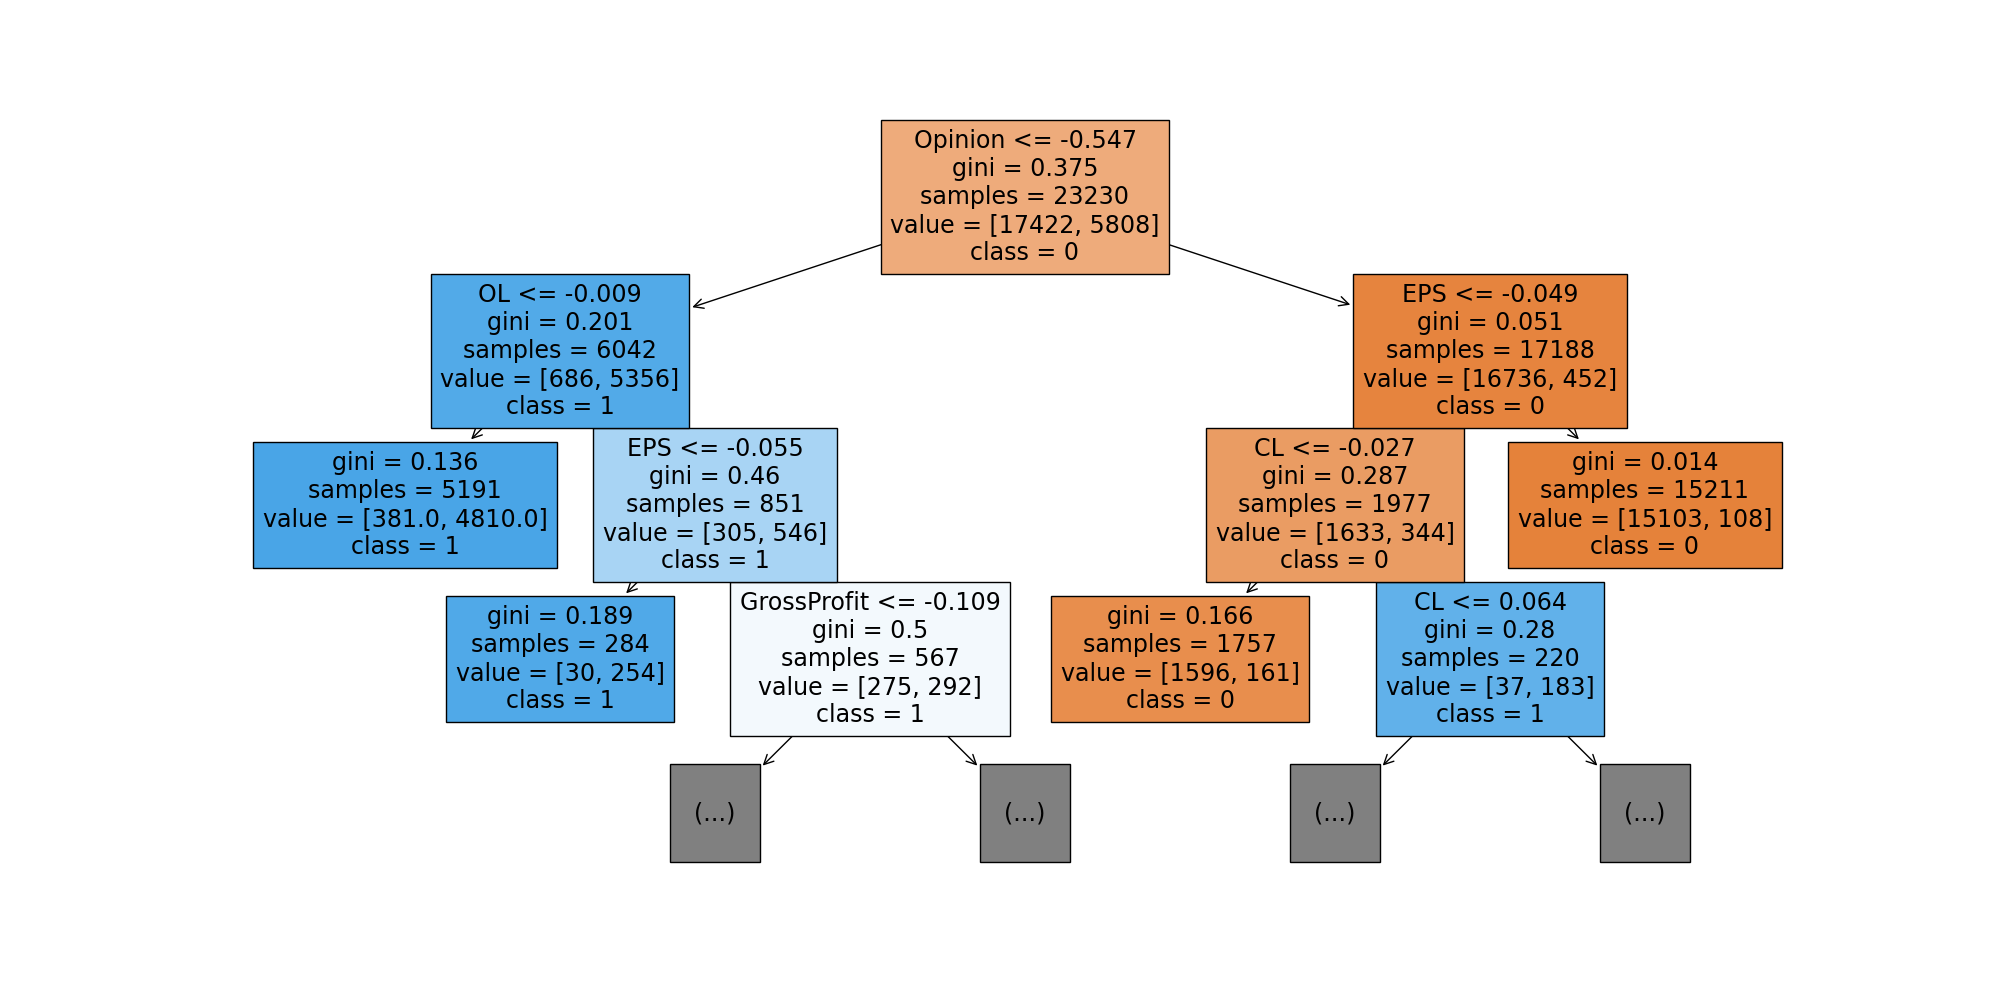 Opinion <= -0.547
gini = 0.375
samples = 23230
value = [17422, 5808]
class = 0
OL <= -0.009
gini = 0.201
samples = 6042
value = [686, 5356]
class = 1
EPS <= -0.049
gini = 0.051
samples = 17188
value = [16736, 452]
class = 0
gini = 0.136
samples = 5191
value = [381.0, 4810.0]
class = 1
EPS <= -0.055
gini = 0.46
samples = 851
value = [305, 546]
class = 1
CL <= -0.027
gini = 0.287
samples = 1977
value = [1633, 344]
class = 0
gini = 0.014
samples = 15211
value = [15103, 108]
class = 0
gini = 0.189
samples = 284
value = [30, 254]
class = 1
GrossProfit <= -0.109
gini = 0.5
samples = 567
value = [275, 292]
class = 1
gini = 0.166
samples = 1757
value = [1596, 161]
class = 0
CL <= 0.064
gini = 0.28
samples = 220
value = [37, 183]
class = 1
(...)
(...)
(...)
(...)